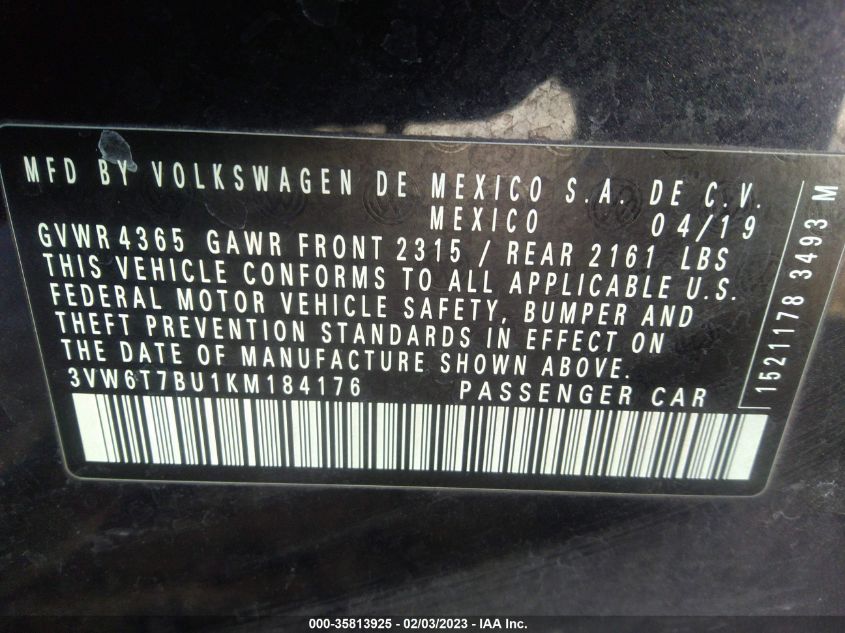 MFD BY VOLKSWAGEN DE MEXICO S.A. DE C.V.
MEXICO 04/19
GVWR 4365 GAWR FRONT 2315 / REAR 2161 LBS
THIS VEHICLE CONFORMS TO ALL APPLICABLE U.S.
FEDERAL MOTOR VEHICLE SAFETY, BUMPER AND
THEFT PREVENTION STANDARDS IN EFFECT ON
THE DATE OF MANUFACTURE SHOWN ABOVE.
3VW6T7BU1KM184176 PASSENGER CAR
1521178 3493 M
000-35813925 - 02/03/2023 - IAA Inc.